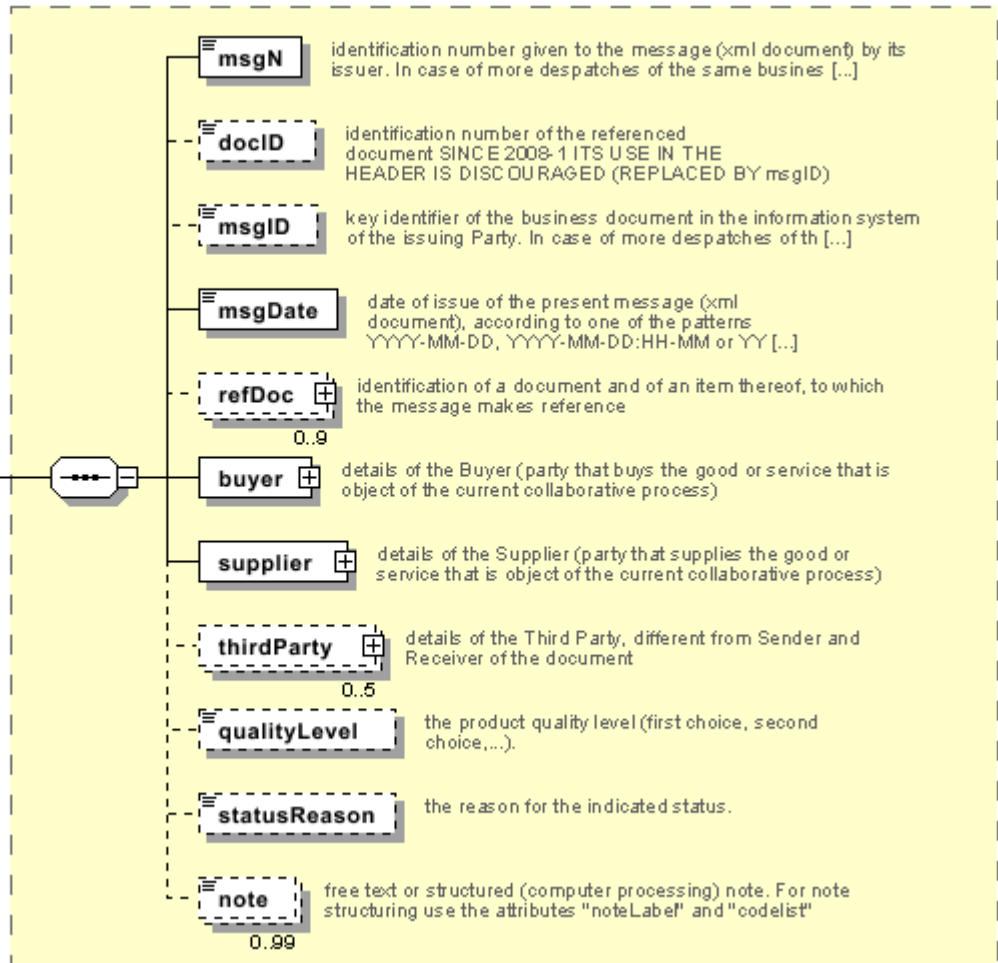 msgN
identification number given to the message (xml document) by its
issuer. In case of more despatches of the same busines [...]
docID
identification number of the referenced
document SINCE 2008-1 ITS USE IN THE
HEADER IS DISCOURAGED (REPLACED BY msgID)
msgID
key identifier of the business document in the information system
of the issuing Party. In case of more despatches of th [...]
msgDate
date of issue of the present message (xml
document), according to one of the patterns
YYYY-MM-DD, YYYY-MM-DD:HH-MM or YY [...]
refDoc
identification of a document and of an item thereof, to which
the message makes reference
0..9
buyer
details of the Buyer (party that buys the good or service that is
object of the current collaborative process)
supplier
details of the Supplier (party that supplies the good or
service that is object of the current collaborative process)
thirdParty
details of the Third Party, different from Sender and
Receiver of the document
0..5
qualityLevel
the product quality level (first choice, second
choice,...).
statusReason
the reason for the indicated status.
note
free text or structured (computer processing) note. For note
structuring use the attributes "noteLabel" and "codelist"
0..99